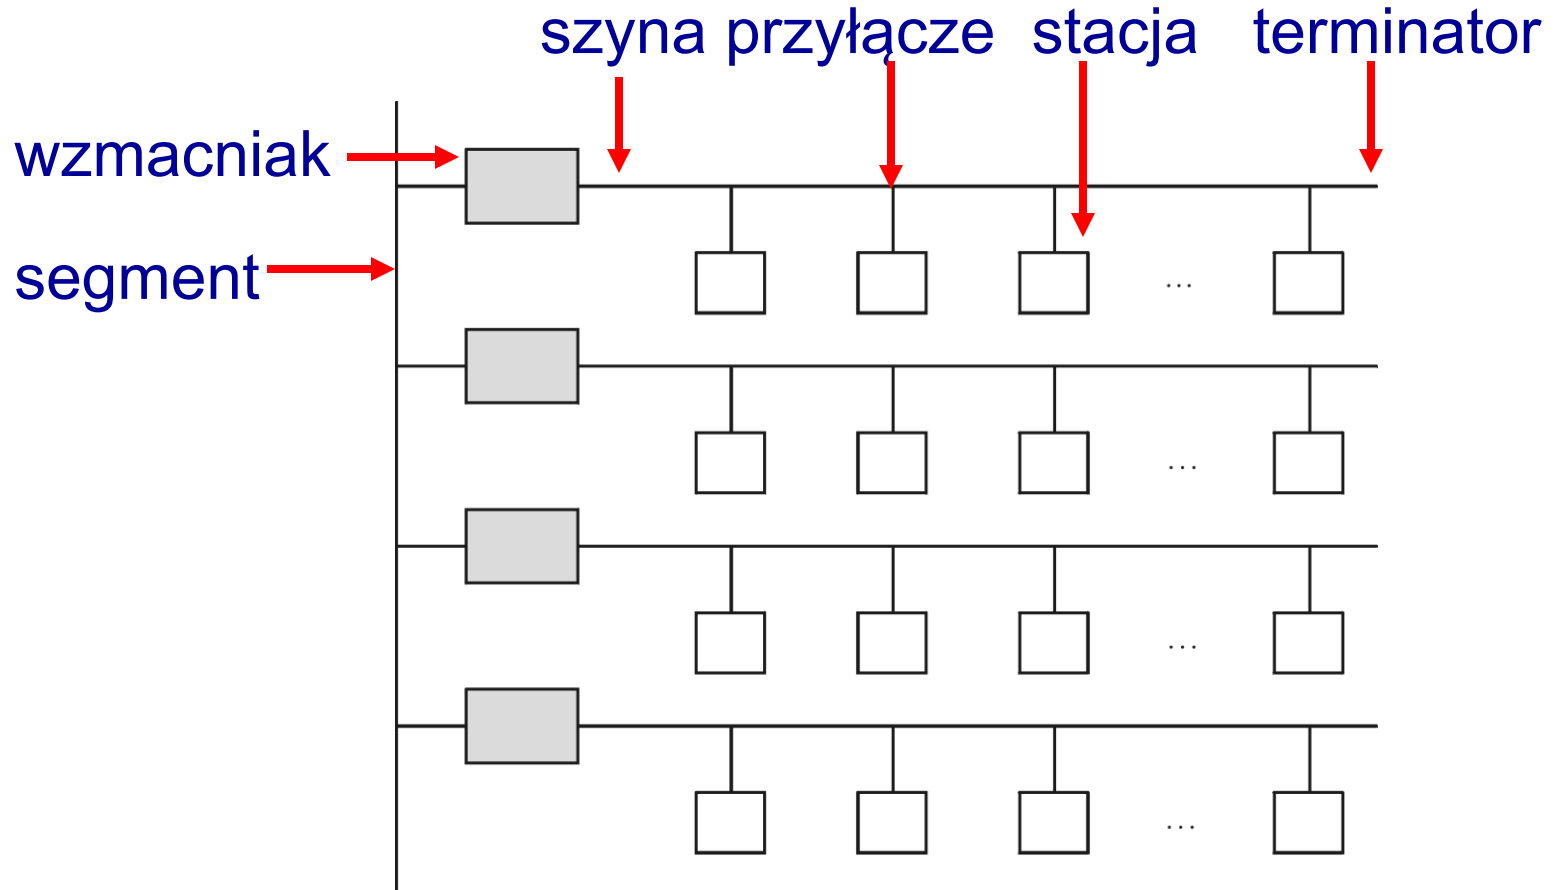 szyna przyłącze stacja terminator
wzmacniak
segment
...
...
...
...